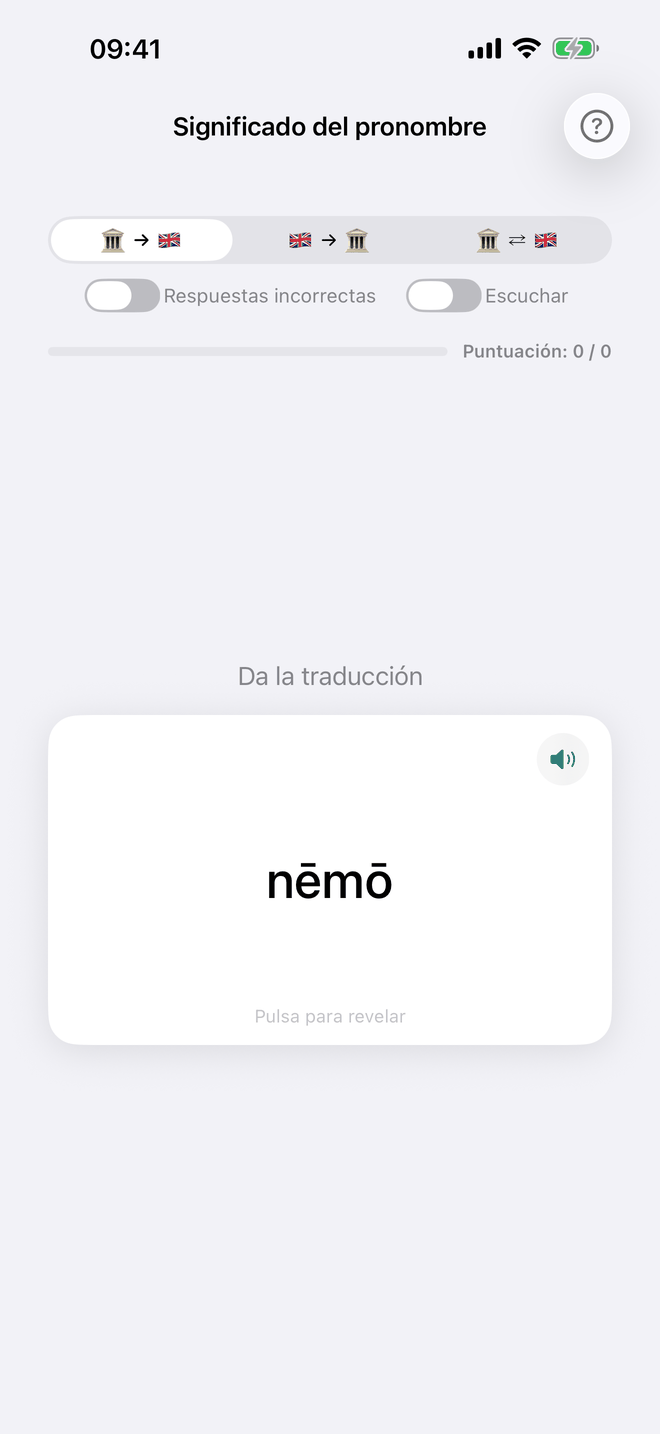 09:41
Significado del pronombre
🏛️ → 🇬🇧 🇬🇧 → 🏛️ 🏛️ ⇄ 🇬🇧
Respuestas incorrectas Escuchar
Puntuación: 0 / 0
Da la traducción
nēmō
Pulsa para revelar